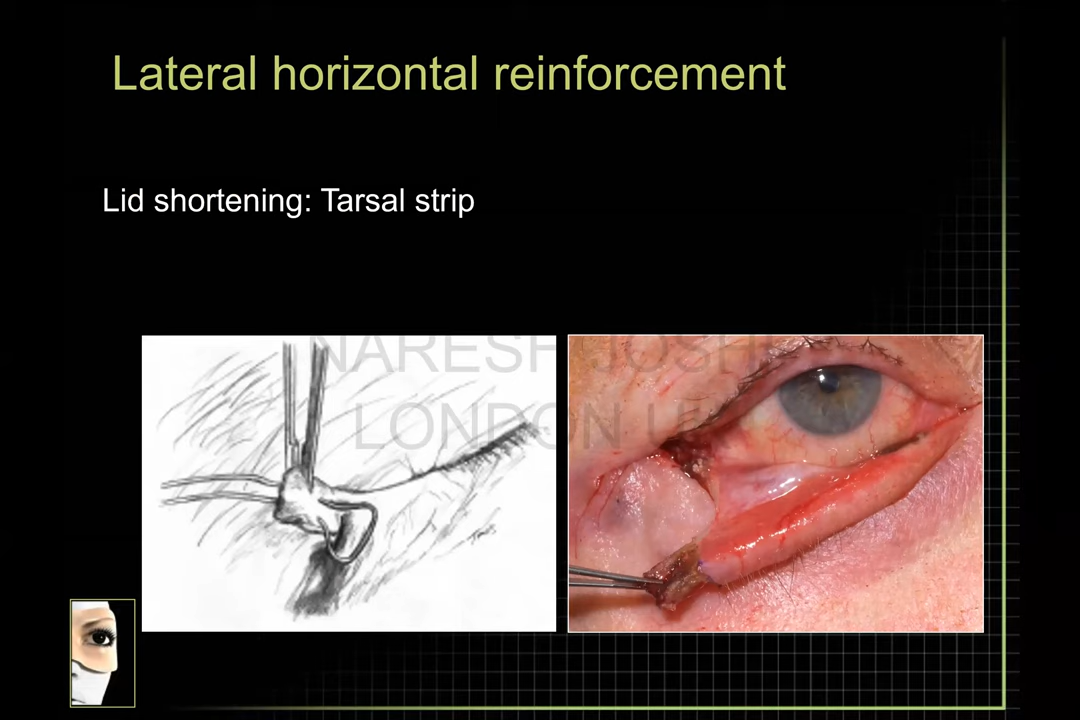 Lateral horizontal reinforcement
Lid shortening: Tarsal strip
NARESH JOSHI
LONDON UK